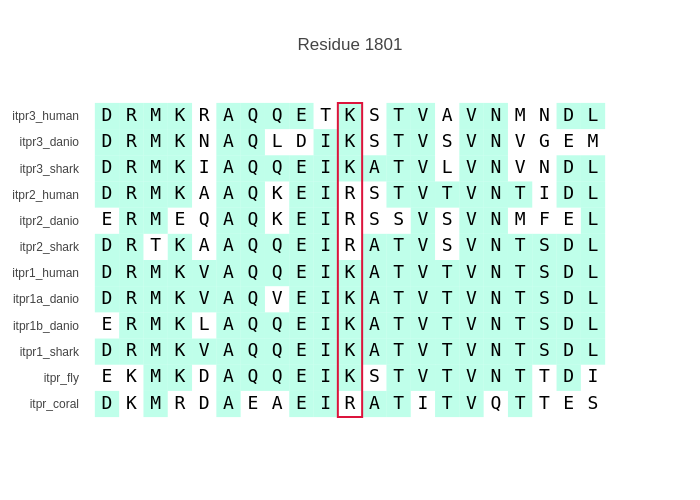 Residue 1801
itpr3_human D R M K R A Q Q E T K S T V A V N M N D L
itpr3_danio D R M K N A Q L D I K S T V S V N V G E M
itpr3_shark D R M K I A Q Q E I K A T V L V N V N D L
itpr2_human D R M K A A Q K E I R S T V T V N T I D L
itpr2_danio E R M E Q A Q K E I R S S V S V N M F E L
itpr2_shark D R T K A A Q Q E I R A T V S V N T S D L
itpr1_human D R M K V A Q Q E I K A T V T V N T S D L
itpr1a_danio D R M K V A Q V E I K A T V T V N T S D L
itpr1b_danio E R M K L A Q Q E I K A T V T V N T S D L
itpr1_shark D R M K V A Q Q E I K A T V T V N T S D L
itpr_fly E K M K D A Q Q E I K S T V T V N T T D I
itpr_coral D K M R D A E A E I R A T I T V Q T T E S